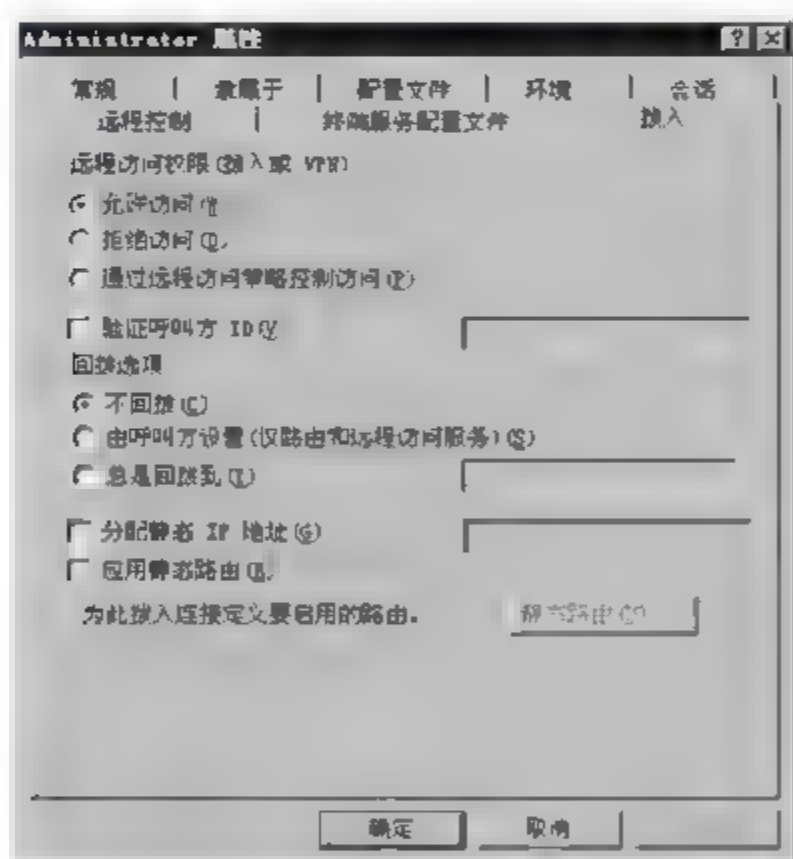 Administrator 属性
常规 隶属于 配置文件 环境 会话
远程控制 终端服务配置文件 拨入
远程访问权限(拨入或 VPN)
允许访问
拒绝访问
通过远程访问策略控制访问(P)
验证呼叫方 ID(V
回拨选项
不回拨(C)
由呼叫方设置(仅路由和远程访问服务)(S)
总是回拨到
分配静态 IP 地址(G)
应用静态路由(R
为此拨入连接定义要启用的路由。
静态路由
确定 取消